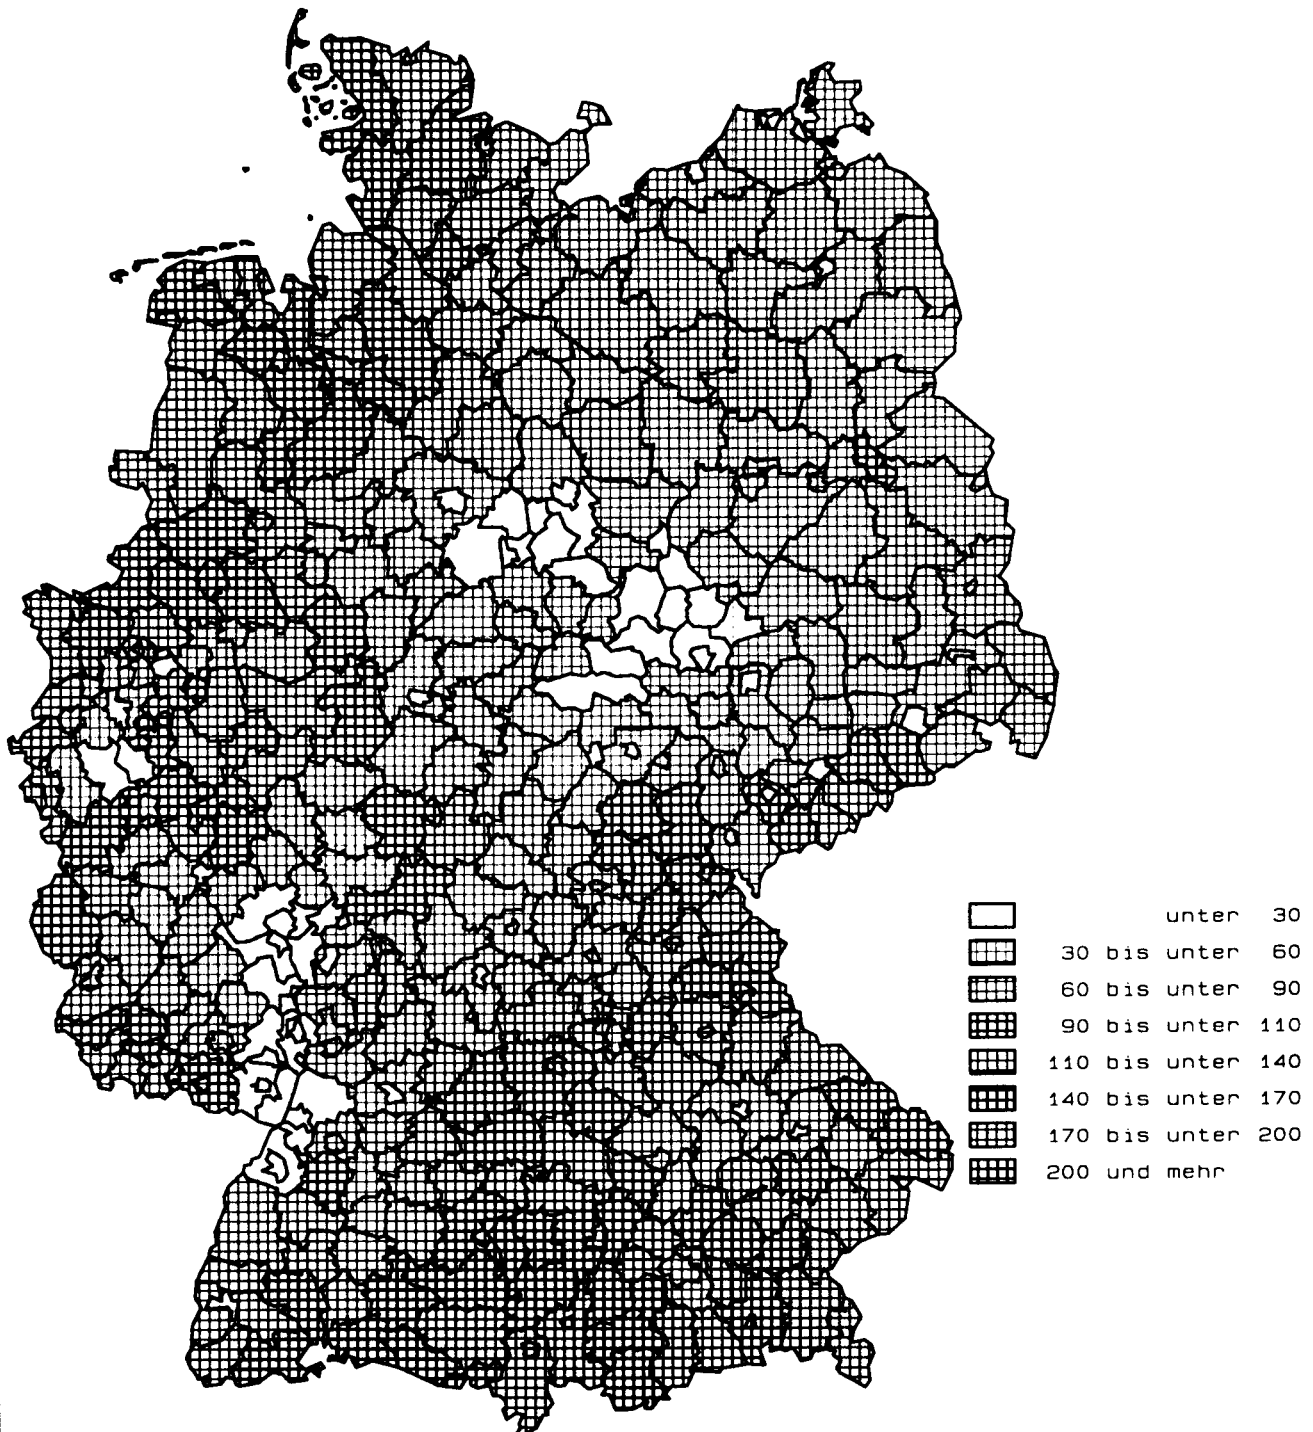 unter 30
30 bis unter 60
60 bis unter 90
90 bis unter 110
110 bis unter 140
140 bis unter 170
170 bis unter 200
200 und mehr